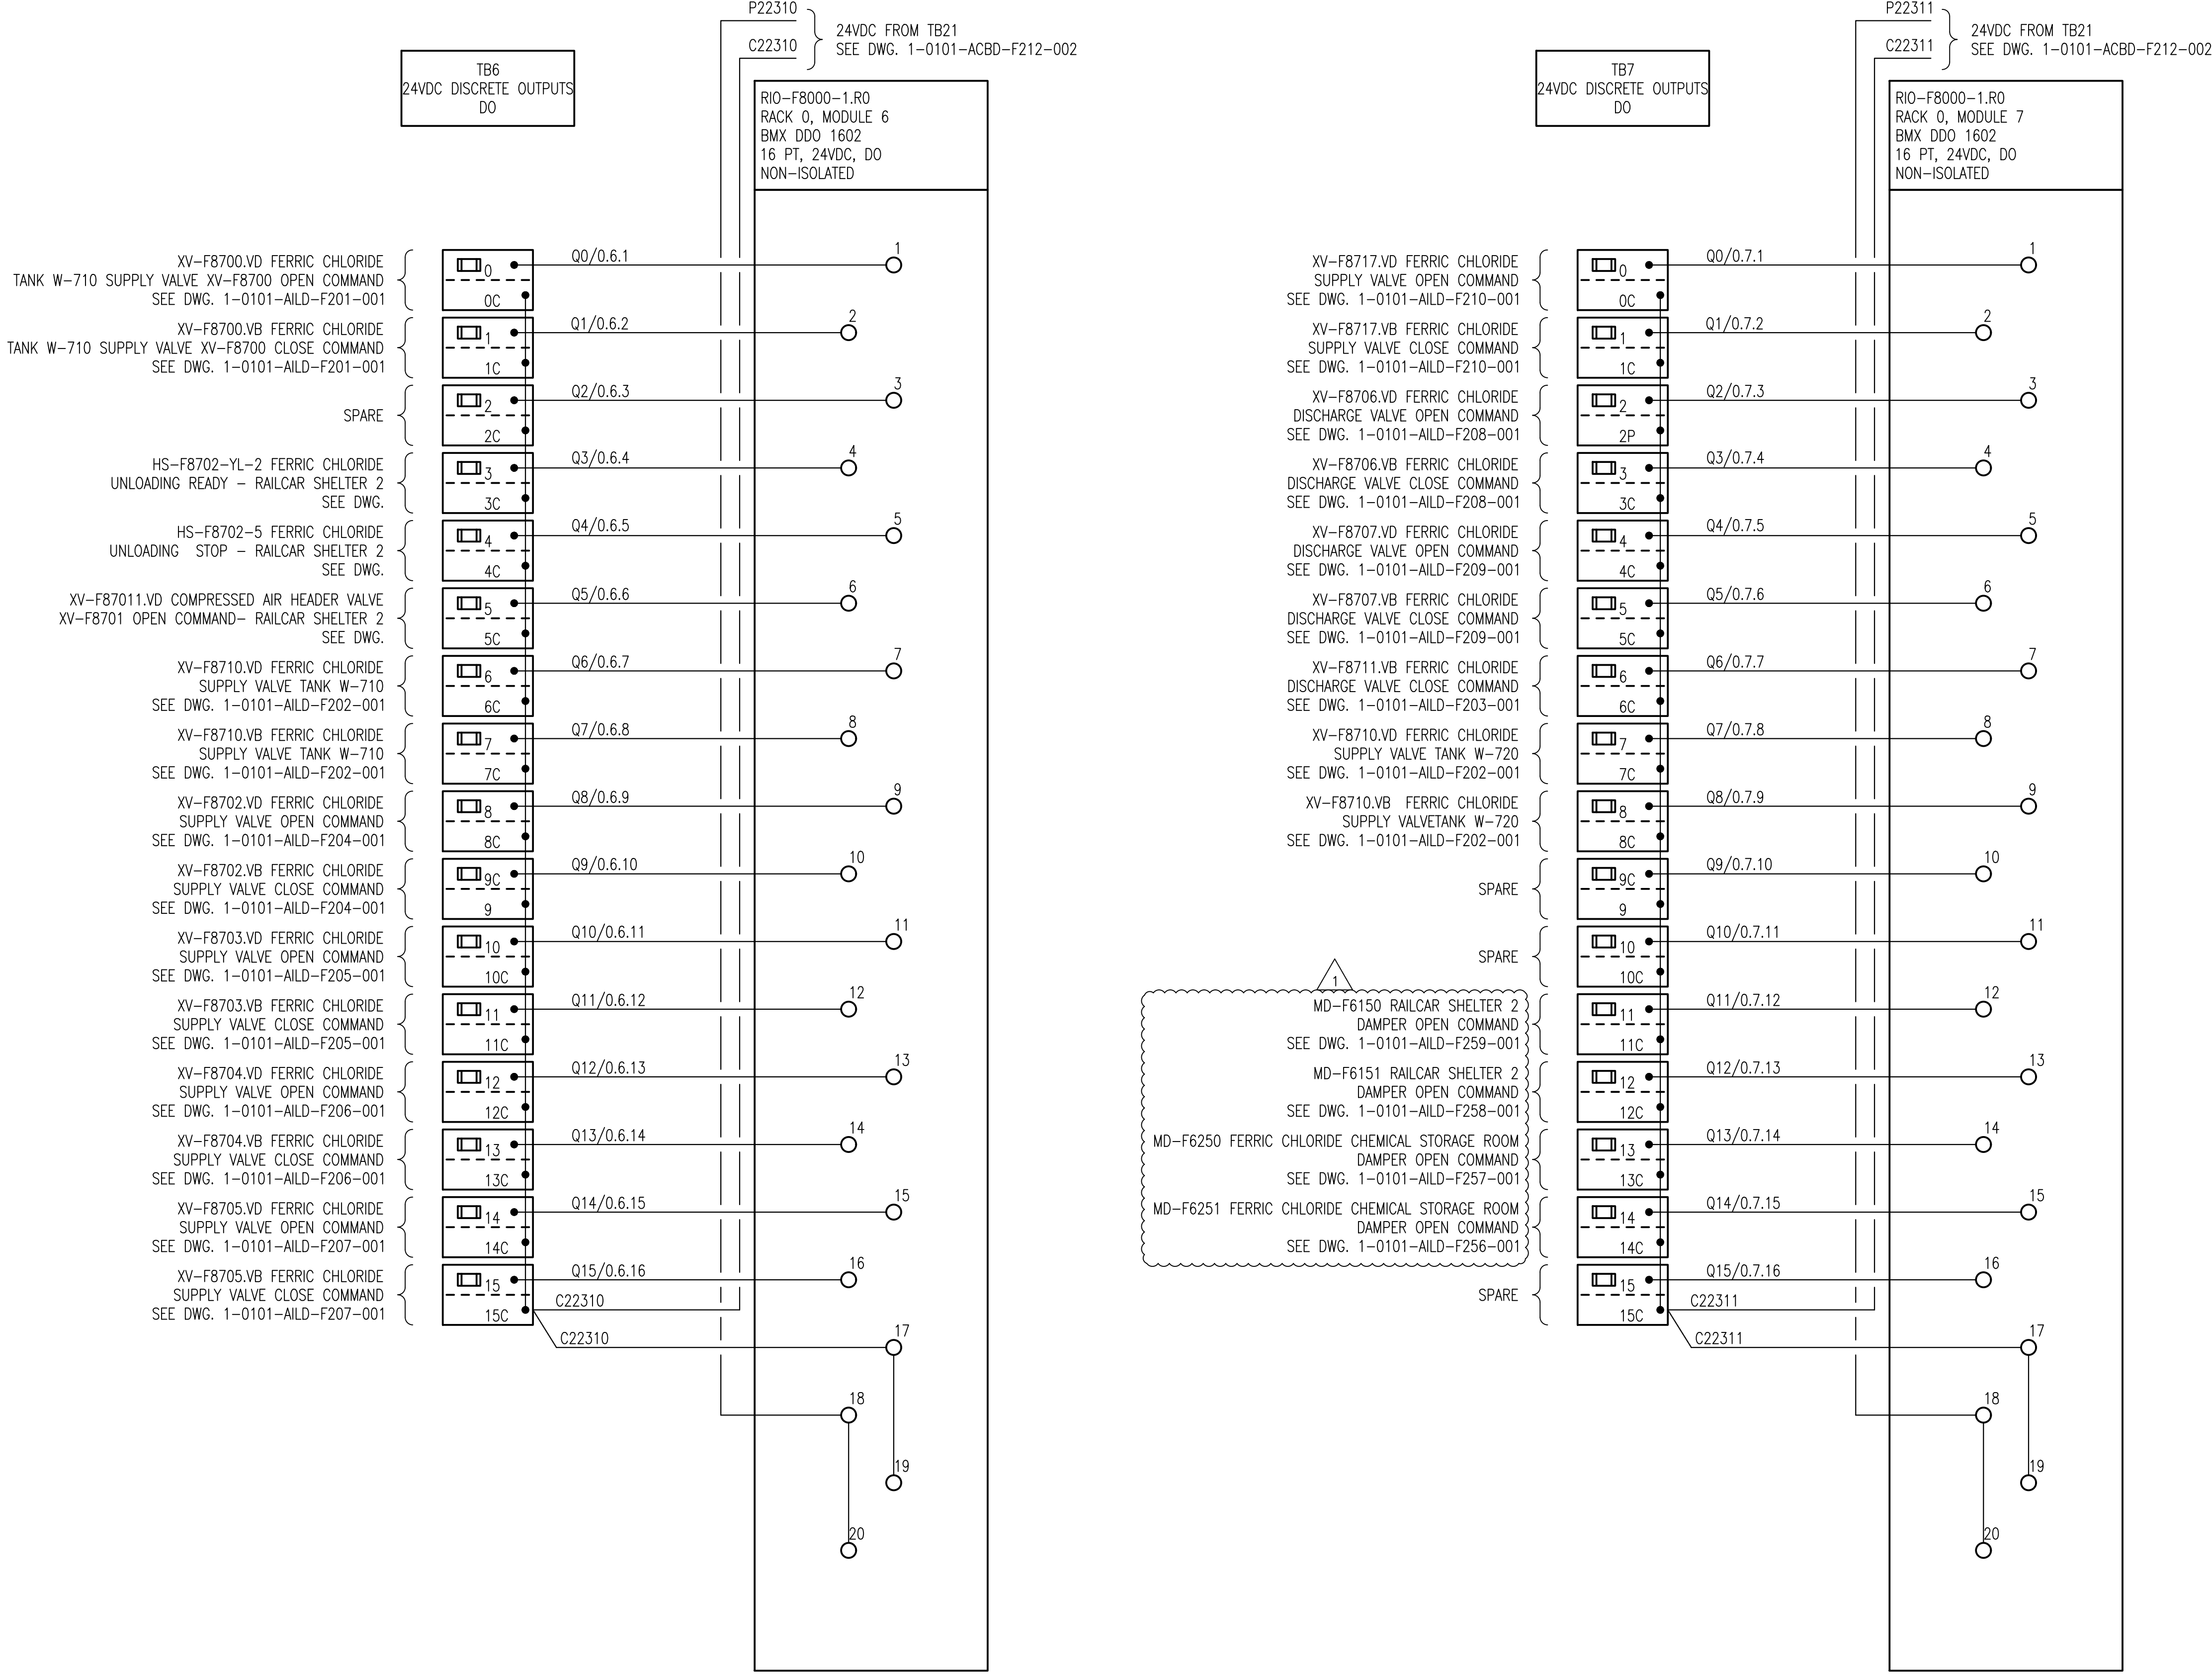 P22310
C22310
24VDC FROM TB21
SEE DWG. 1-0101-ACBD-F212-002
TB6
24VDC DISCRETE OUTPUTS
DO
RIO-F8000-1.R0
RACK 0, MODULE 6
BMX DDO 1602
16 PT, 24VDC, DO
NON-ISOLATED
XV-F8700.VD FERRIC CHLORIDE
TANK W-710 SUPPLY VALVE XV-F8700 OPEN COMMAND
SEE DWG. 1-0101-AILD-F201-001
0
0C
Q0/0.6.1
1
XV-F8700.VB FERRIC CHLORIDE
TANK W-710 SUPPLY VALVE XV-F8700 CLOSE COMMAND
SEE DWG. 1-0101-AILD-F201-001
1
1C
Q1/0.6.2
2
SPARE
2
2C
Q2/0.6.3
3
HS-F8702-YL-2 FERRIC CHLORIDE
UNLOADING READY - RAILCAR SHELTER 2
SEE DWG.
3
3C
Q3/0.6.4
4
HS-F8702-5 FERRIC CHLORIDE
UNLOADING STOP - RAILCAR SHELTER 2
SEE DWG.
4
4C
Q4/0.6.5
5
XV-F87011.VD COMPRESSED AIR HEADER VALVE
XV-F8701 OPEN COMMAND- RAILCAR SHELTER 2
SEE DWG.
5
5C
Q5/0.6.6
6
XV-F8710.VD FERRIC CHLORIDE
SUPPLY VALVE TANK W-710
SEE DWG. 1-0101-AILD-F202-001
6
6C
Q6/0.6.7
7
XV-F8710.VB FERRIC CHLORIDE
SUPPLY VALVE TANK W-710
SEE DWG. 1-0101-AILD-F202-001
7
7C
Q7/0.6.8
8
XV-F8702.VD FERRIC CHLORIDE
SUPPLY VALVE OPEN COMMAND
SEE DWG. 1-0101-AILD-F204-001
8
8C
Q8/0.6.9
9
XV-F8702.VB FERRIC CHLORIDE
SUPPLY VALVE CLOSE COMMAND
SEE DWG. 1-0101-AILD-F204-001
9C
9
Q9/0.6.10
10
XV-F8703.VD FERRIC CHLORIDE
SUPPLY VALVE OPEN COMMAND
SEE DWG. 1-0101-AILD-F205-001
10
10C
Q10/0.6.11
11
XV-F8703.VB FERRIC CHLORIDE
SUPPLY VALVE CLOSE COMMAND
SEE DWG. 1-0101-AILD-F205-001
11
11C
Q11/0.6.12
12
XV-F8704.VD FERRIC CHLORIDE
SUPPLY VALVE OPEN COMMAND
SEE DWG. 1-0101-AILD-F206-001
12
12C
Q12/0.6.13
13
XV-F8704.VB FERRIC CHLORIDE
SUPPLY VALVE CLOSE COMMAND
SEE DWG. 1-0101-AILD-F206-001
13
13C
Q13/0.6.14
14
XV-F8705.VD FERRIC CHLORIDE
SUPPLY VALVE OPEN COMMAND
SEE DWG. 1-0101-AILD-F207-001
14
14C
Q14/0.6.15
15
XV-F8705.VB FERRIC CHLORIDE
SUPPLY VALVE CLOSE COMMAND
SEE DWG. 1-0101-AILD-F207-001
15
15C
Q15/0.6.16
16
C22310
C22310
17
18
19
20
P22311
C22311
24VDC FROM TB21
SEE DWG. 1-0101-ACBD-F212-002
TB7
24VDC DISCRETE OUTPUTS
DO
RIO-F8000-1.R0
RACK 0, MODULE 7
BMX DDO 1602
16 PT, 24VDC, DO
NON-ISOLATED
XV-F8717.VD FERRIC CHLORIDE
SUPPLY VALVE OPEN COMMAND
SEE DWG. 1-0101-AILD-F210-001
0
0C
Q0/0.7.1
1
XV-F8717.VB FERRIC CHLORIDE
SUPPLY VALVE CLOSE COMMAND
SEE DWG. 1-0101-AILD-F210-001
1
1C
Q1/0.7.2
2
XV-F8706.VD FERRIC CHLORIDE
DISCHARGE VALVE OPEN COMMAND
SEE DWG. 1-0101-AILD-F208-001
2
2P
Q2/0.7.3
3
XV-F8706.VB FERRIC CHLORIDE
DISCHARGE VALVE CLOSE COMMAND
SEE DWG. 1-0101-AILD-F208-001
3
3C
Q3/0.7.4
4
XV-F8707.VD FERRIC CHLORIDE
DISCHARGE VALVE OPEN COMMAND
SEE DWG. 1-0101-AILD-F209-001
4
4C
Q4/0.7.5
5
XV-F8707.VB FERRIC CHLORIDE
DISCHARGE VALVE CLOSE COMMAND
SEE DWG. 1-0101-AILD-F209-001
5
5C
Q5/0.7.6
6
XV-F8711.VB FERRIC CHLORIDE
DISCHARGE VALVE CLOSE COMMAND
SEE DWG. 1-0101-AILD-F203-001
6
6C
Q6/0.7.7
7
XV-F8710.VD FERRIC CHLORIDE
SUPPLY VALVE TANK W-720
SEE DWG. 1-0101-AILD-F202-001
7
7C
Q7/0.7.8
8
XV-F8710.VB FERRIC CHLORIDE
SUPPLY VALVETANK W-720
SEE DWG. 1-0101-AILD-F202-001
8
8C
Q8/0.7.9
9
SPARE
9C
9
Q9/0.7.10
10
SPARE
10
10C
Q10/0.7.11
11
1
MD-F6150 RAILCAR SHELTER 2
DAMPER OPEN COMMAND
SEE DWG. 1-0101-AILD-F259-001
11
11C
Q11/0.7.12
12
MD-F6151 RAILCAR SHELTER 2
DAMPER OPEN COMMAND
SEE DWG. 1-0101-AILD-F258-001
12
12C
Q12/0.7.13
13
MD-F6250 FERRIC CHLORIDE CHEMICAL STORAGE ROOM
DAMPER OPEN COMMAND
SEE DWG. 1-0101-AILD-F257-001
13
13C
Q13/0.7.14
14
MD-F6251 FERRIC CHLORIDE CHEMICAL STORAGE ROOM
DAMPER OPEN COMMAND
SEE DWG. 1-0101-AILD-F256-001
14
14C
Q14/0.7.15
15
SPARE
15
15C
Q15/0.7.16
16
C22311
C22311
17
18
19
20